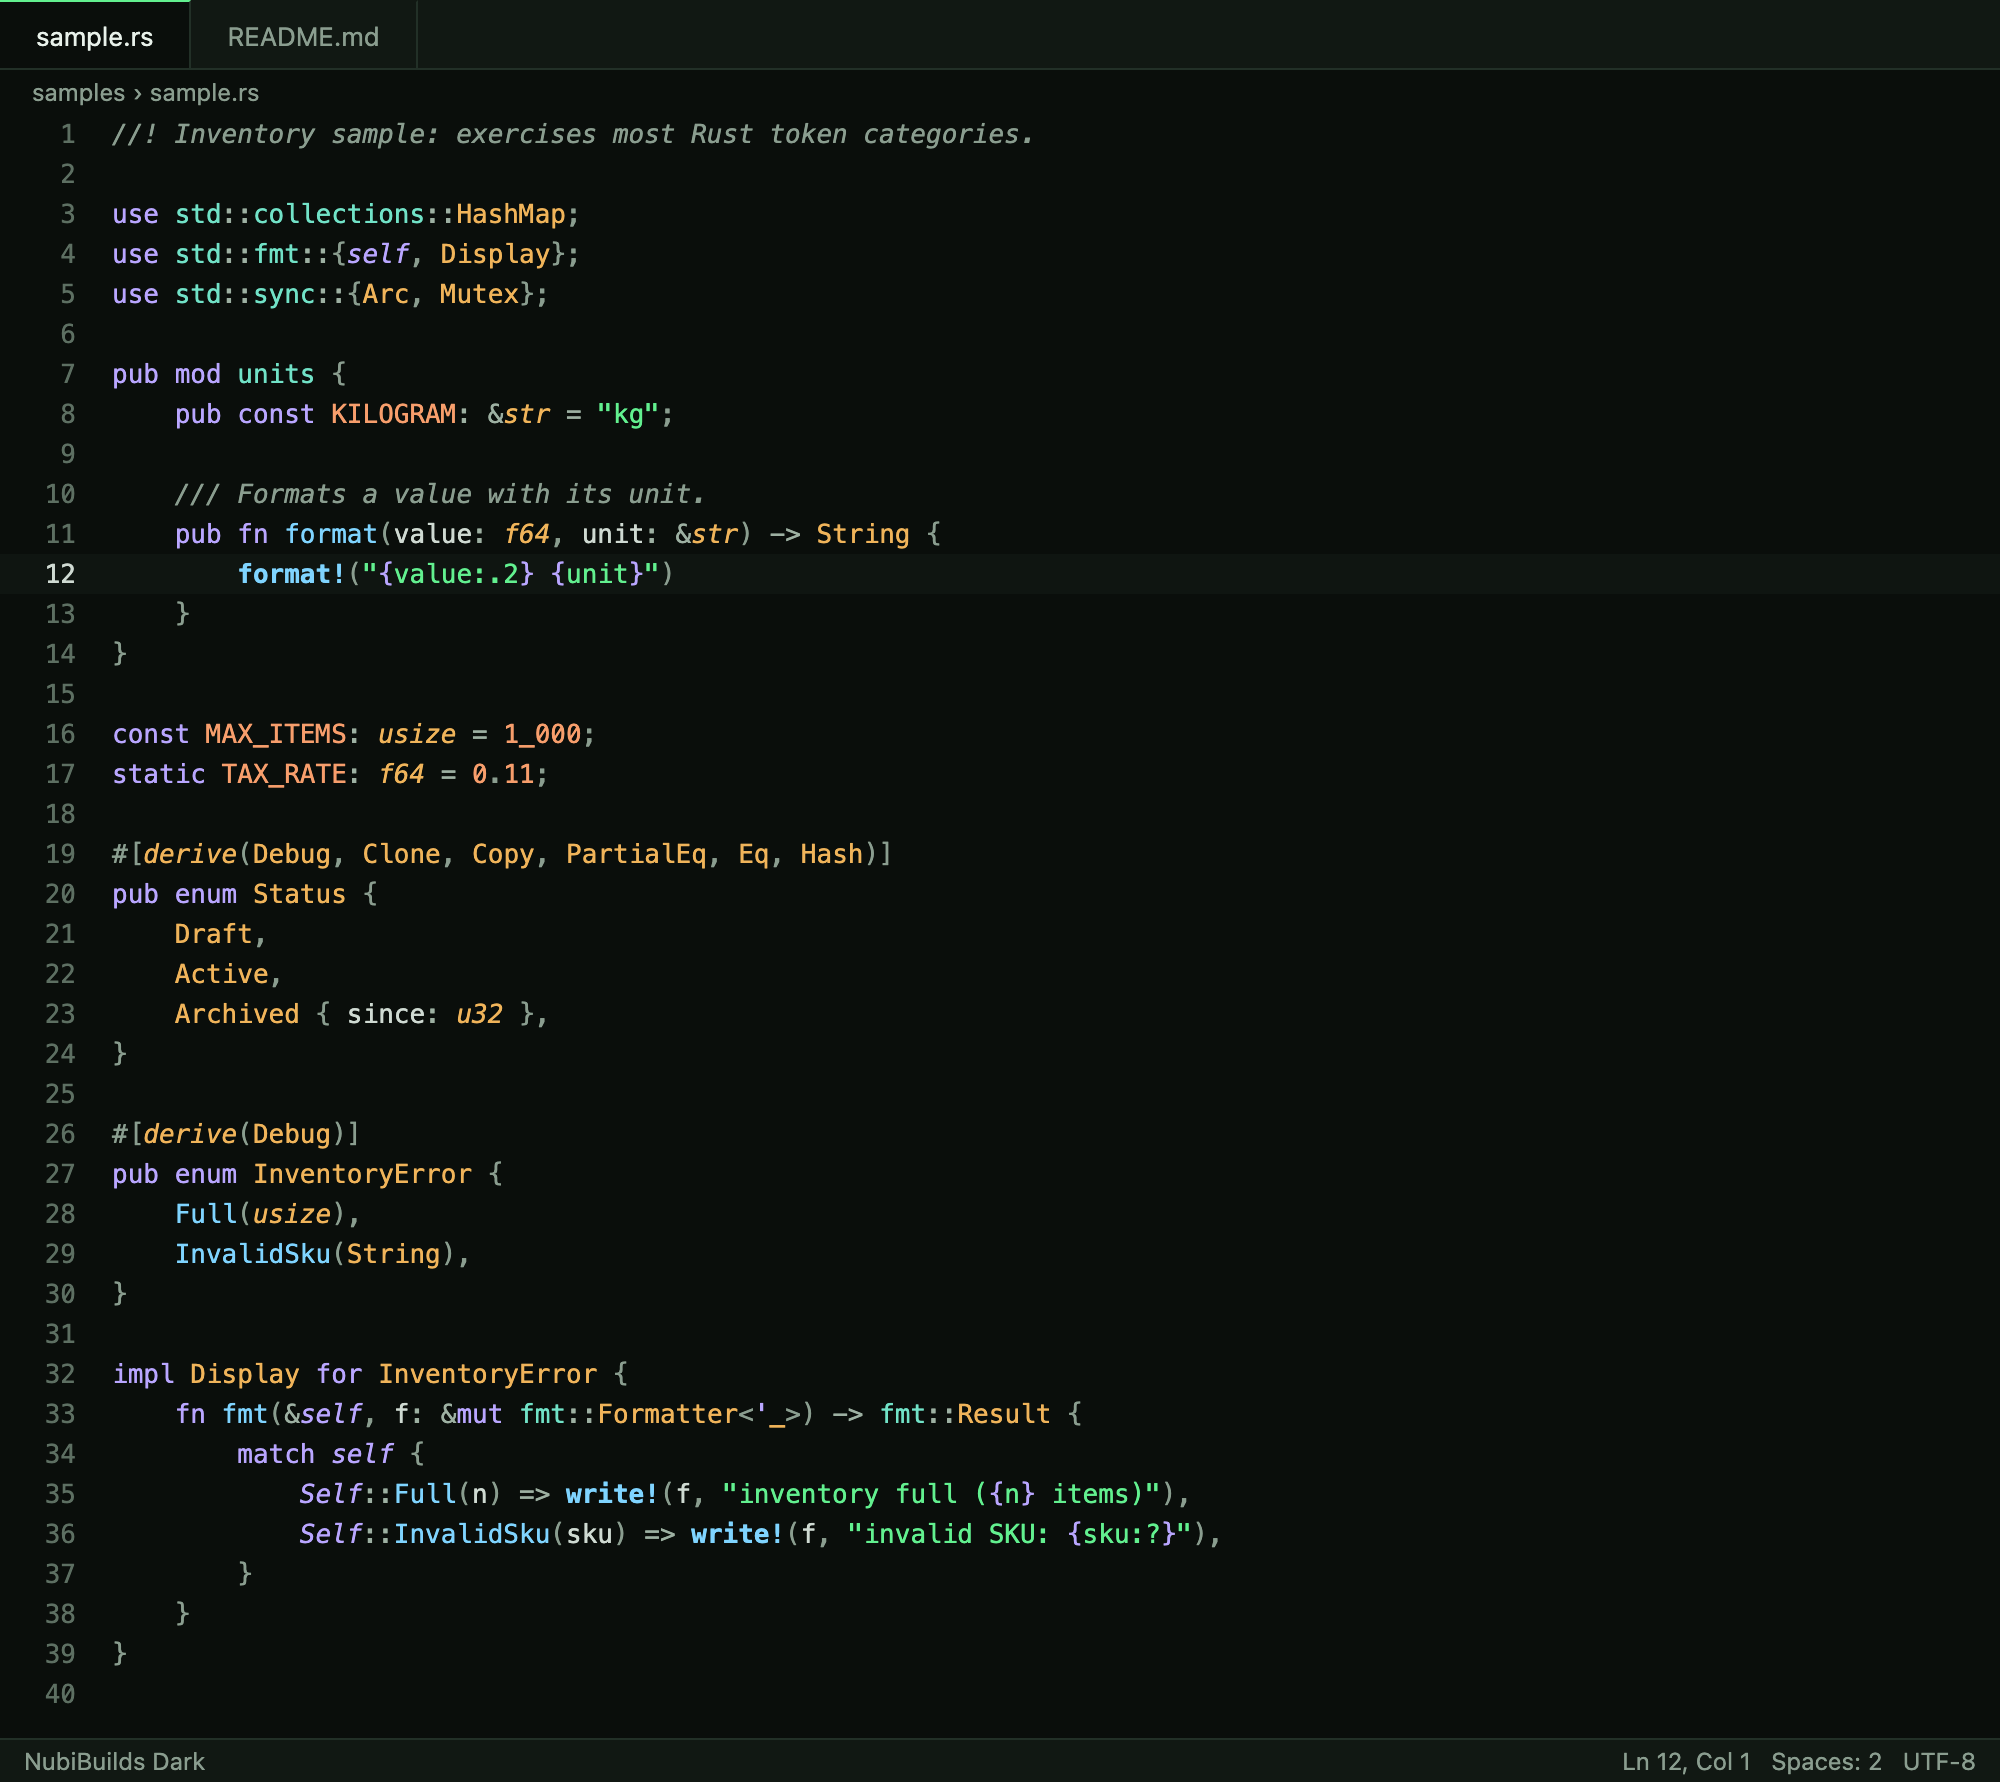 sample.rs README.md
samples › sample.rs
1 //! Inventory sample: exercises most Rust token categories.
2
3 use std::collections::HashMap;
4 use std::fmt::{self, Display};
5 use std::sync::{Arc, Mutex};
6
7 pub mod units {
8     pub const KILOGRAM: &str = "kg";
9
10     /// Formats a value with its unit.
11     pub fn format(value: f64, unit: &str) -> String {
12         format!("{value:.2} {unit}")
13     }
14 }
15
16 const MAX_ITEMS: usize = 1_000;
17 static TAX_RATE: f64 = 0.11;
18
19 #[derive(Debug, Clone, Copy, PartialEq, Eq, Hash)]
20 pub enum Status {
21     Draft,
22     Active,
23     Archived { since: u32 },
24 }
25
26 #[derive(Debug)]
27 pub enum InventoryError {
28     Full(usize),
29     InvalidSku(String),
30 }
31
32 impl Display for InventoryError {
33     fn fmt(&self, f: &mut fmt::Formatter<'_>) -> fmt::Result {
34         match self {
35             Self::Full(n) => write!(f, "inventory full ({n} items)"),
36             Self::InvalidSku(sku) => write!(f, "invalid SKU: {sku:?}"),
37         }
38     }
39 }
40
NubiBuilds Dark Ln 12, Col 1 Spaces: 2 UTF-8